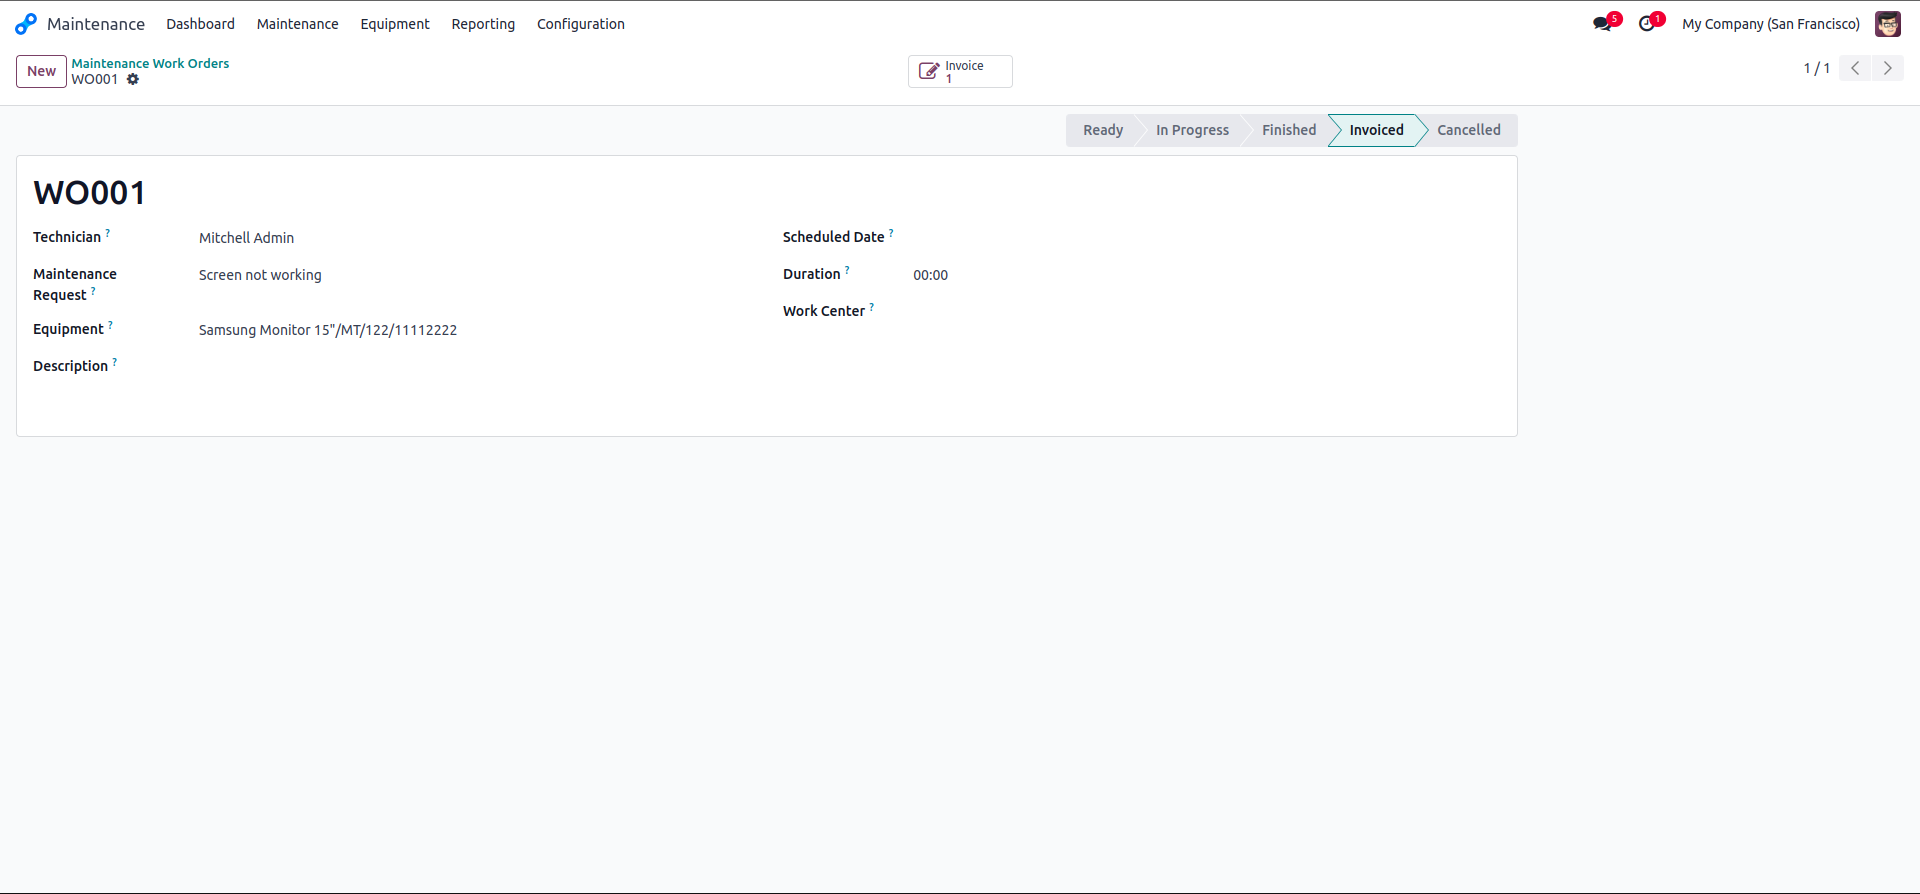 Maintenance Dashboard Maintenance Equipment Reporting Configuration 5 1 My Company (San Francisco)
New Maintenance Work Orders
WO001
Invoice
1
1 / 1
Ready In Progress Finished Invoiced Cancelled
WO001
Technician ? Mitchell Admin
Scheduled Date ?
Maintenance
Request ? Screen not working
Duration ? 00:00
Work Center ?
Equipment ? Samsung Monitor 15"/MT/122/11112222
Description ?